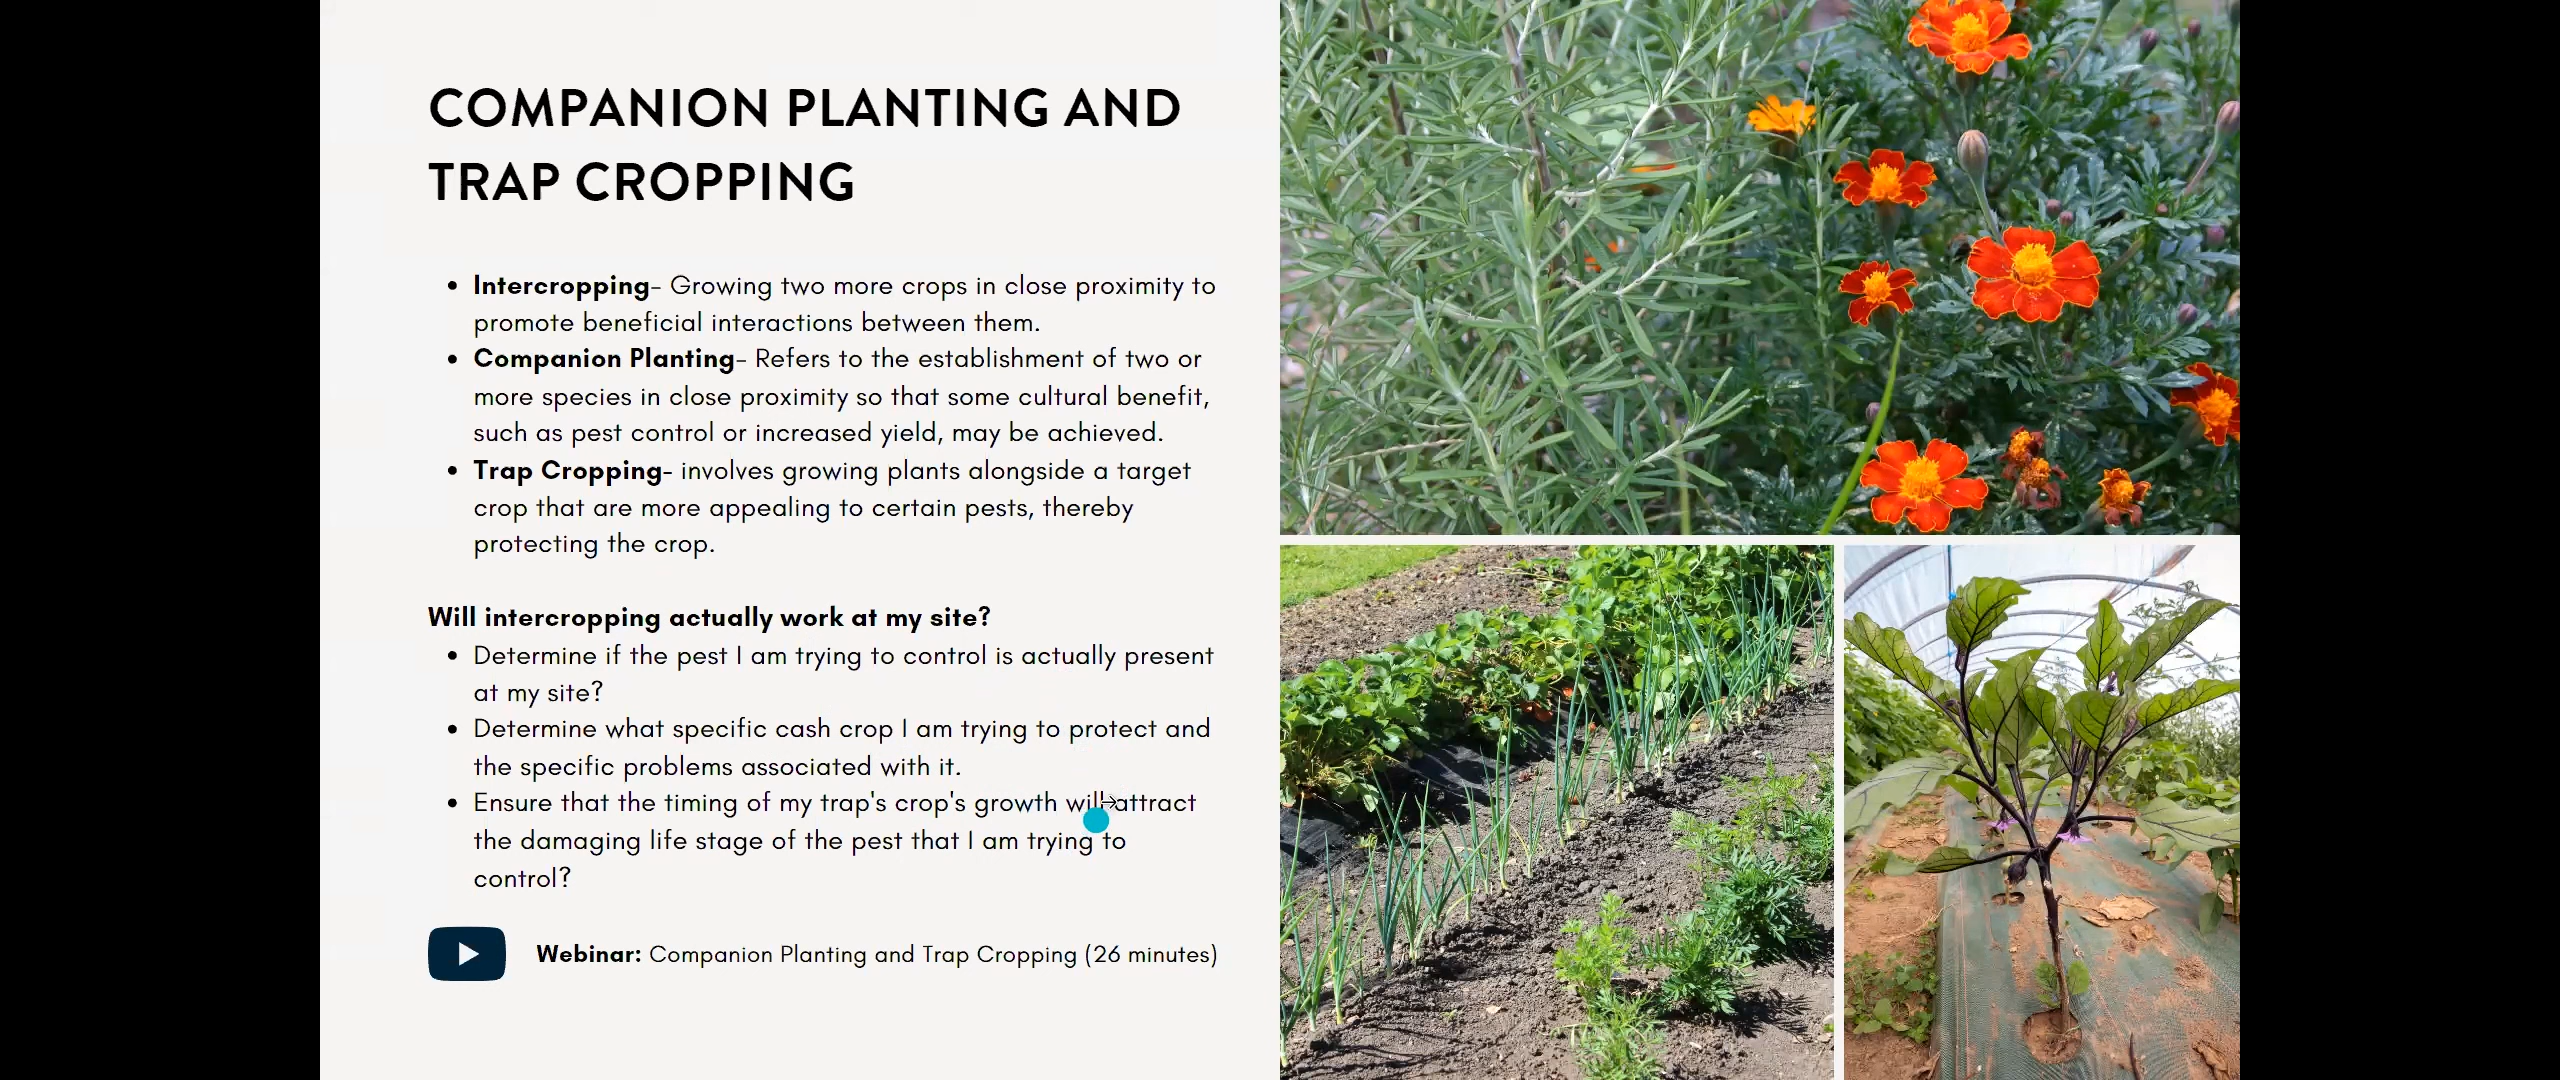 COMPANION PLANTING AND
TRAP CROPPING
• Intercropping- Growing two more crops in close proximity to
promote beneficial interactions between them.
• Companion Planting- Refers to the establishment of two or
more species in close proximity so that some cultural benefit,
such as pest control or increased yield, may be achieved.
• Trap Cropping- involves growing plants alongside a target
crop that are more appealing to certain pests, thereby
protecting the crop.
Will intercropping actually work at my site?
• Determine if the pest I am trying to control is actually present
at my site?
• Determine what specific cash crop I am trying to protect and
the specific problems associated with it.
• Ensure that the timing of my trap's crop's growth will attract
the damaging life stage of the pest that I am trying to
control?
Webinar: Companion Planting and Trap Cropping (26 minutes)